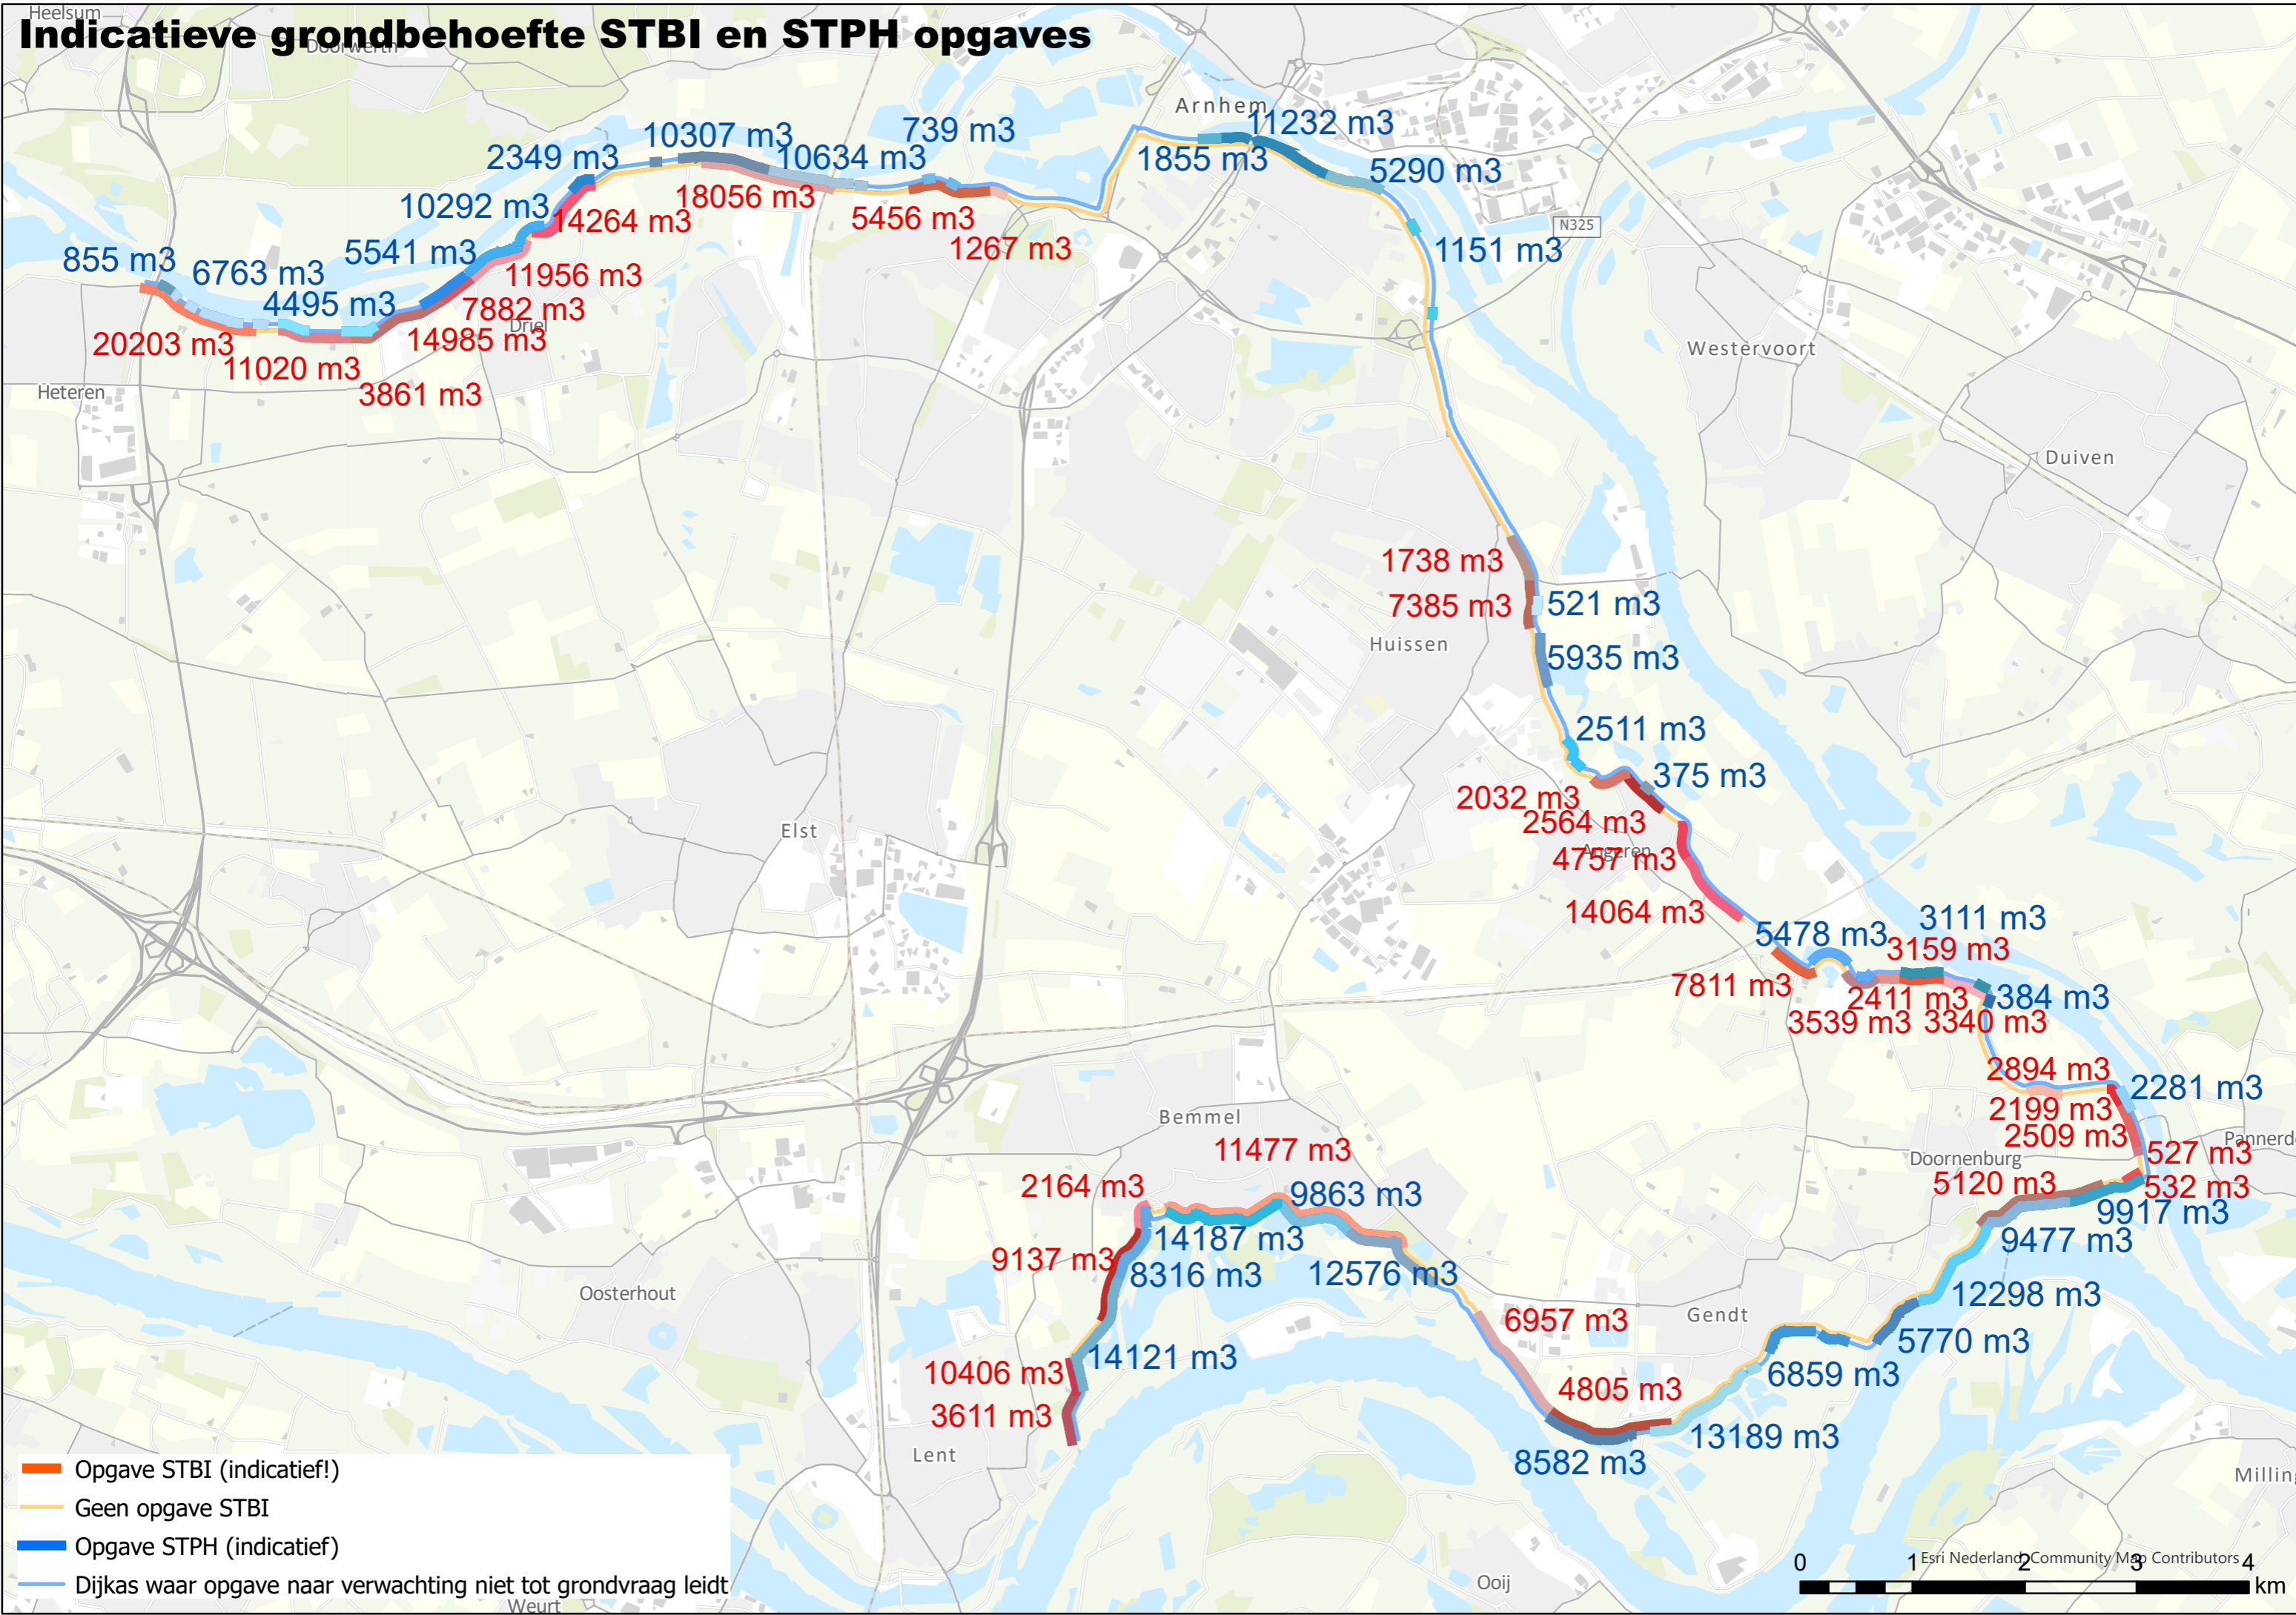 Heelsum
Indicatieve grondbehoefte STBI en STPH opgaves
Doorwerth
Arnhem
10307 m3
739 m3
11232 m3
2349 m3
10634 m3
1855 m3
5290 m3
18056 m3
10292 m3
14264 m3
5456 m3
N325
1267 m3
1151 m3
855 m3
6763 m3
5541 m3
11956 m3
4495 m3
7882 m3
Driel
20203 m3
14985 m3
11020 m3
3861 m3
Heteren
Westervoort
Duiven
1738 m3
7385 m3
521 m3
Huissen
5935 m3
2511 m3
375 m3
2032 m3
2564 m3
Elst
Angeren
4757 m3
14064 m3
3111 m3
5478 m3
3159 m3
7811 m3
2411 m3
384 m3
3539 m3
3340 m3
2894 m3
2281 m3
2199 m3
2509 m3
Bemmel
11477 m3
Pannerd
527 m3
Doornenburg
2164 m3
9863 m3
5120 m3
532 m3
9917 m3
14187 m3
9477 m3
9137 m3
8316 m3
12576 m3
Oosterhout
12298 m3
6957 m3
Gendt
5770 m3
14121 m3
10406 m3
6859 m3
4805 m3
3611 m3
13189 m3
Lent
8582 m3
Milling
Opgave STBI (indicatief!)
Geen opgave STBI
Opgave STPH (indicatief)
Dijkas waar opgave naar verwachting niet tot grondvraag leidt
Weurt
Ooij
0 1 2 3 4
Esri Nederland, Community Map Contributors
km